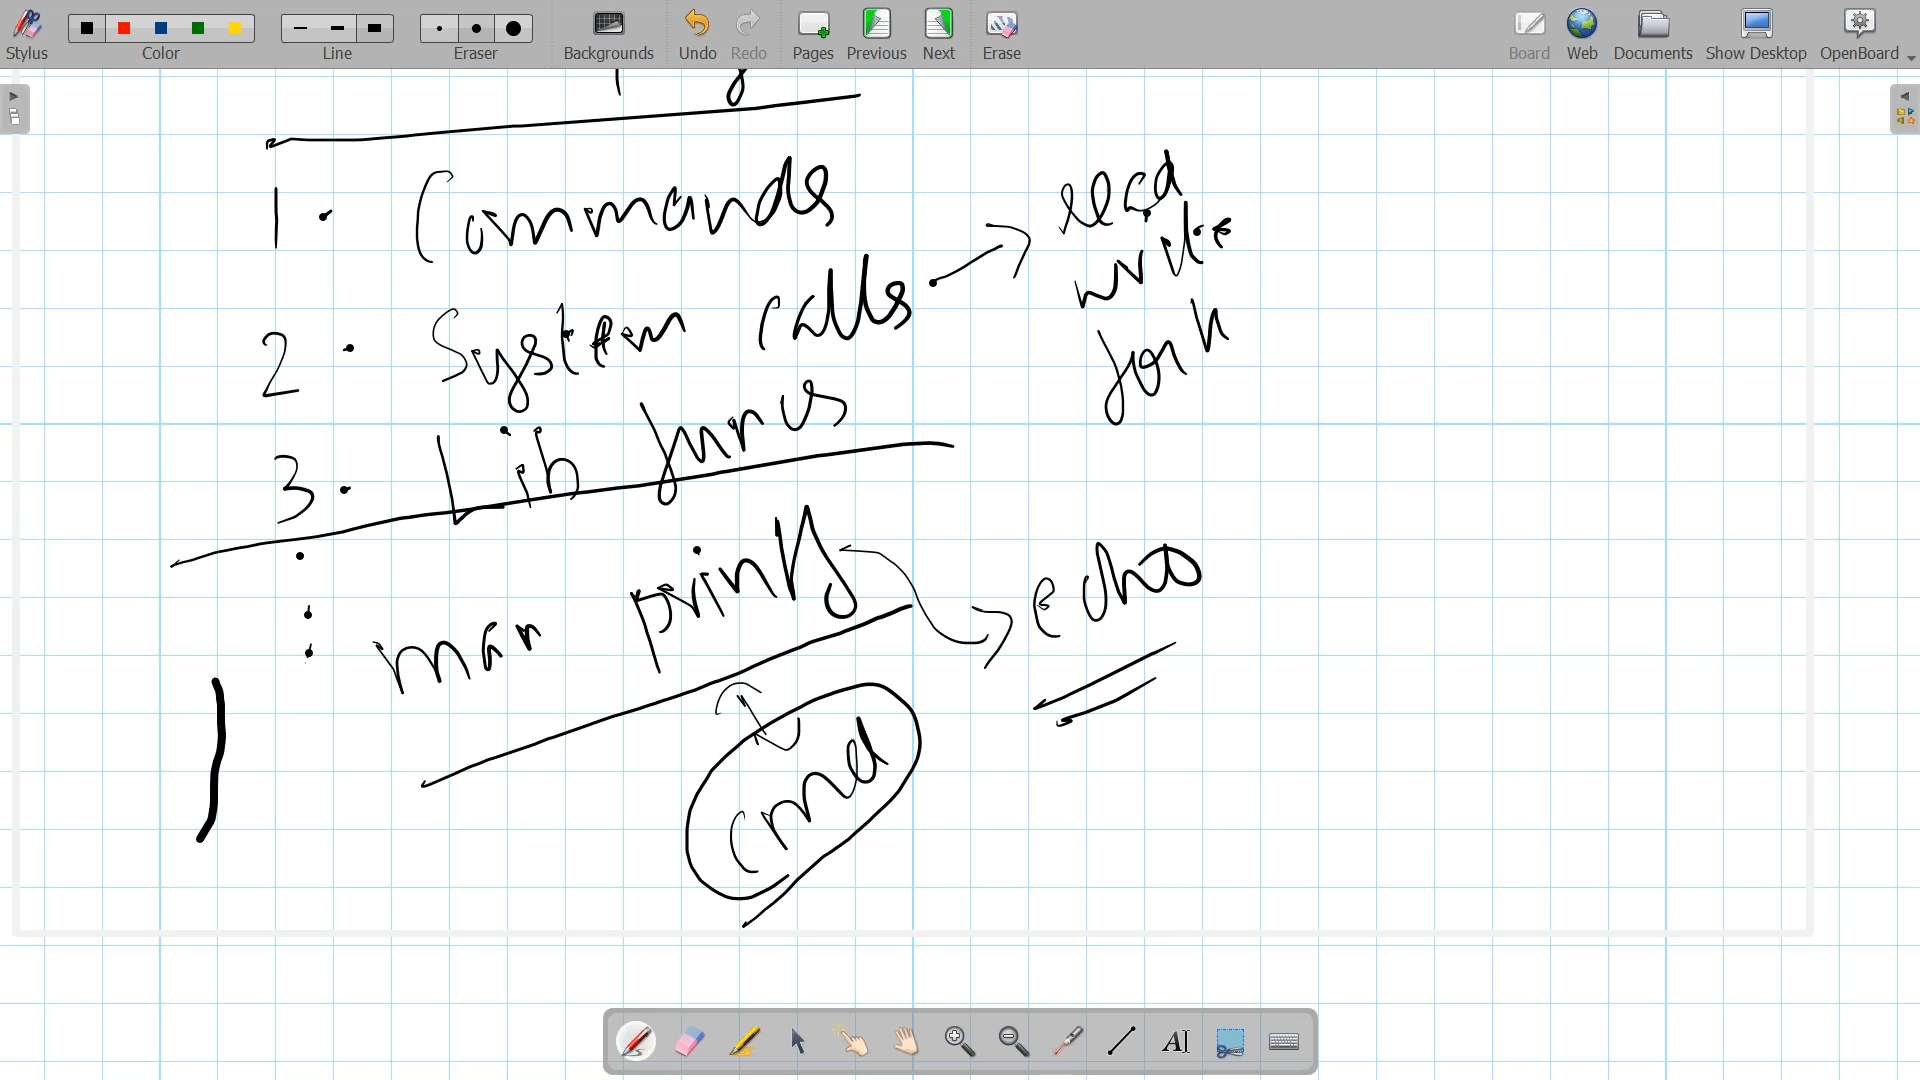 Stylus Color Line Eraser Backgrounds Undo Redo Pages Previous Next Erase Board Web Documents Show Desktop OpenBoard
1. Commands
2. System calls → read
write
fork
3. Lib funcs
man printf
echo
cmd
AI